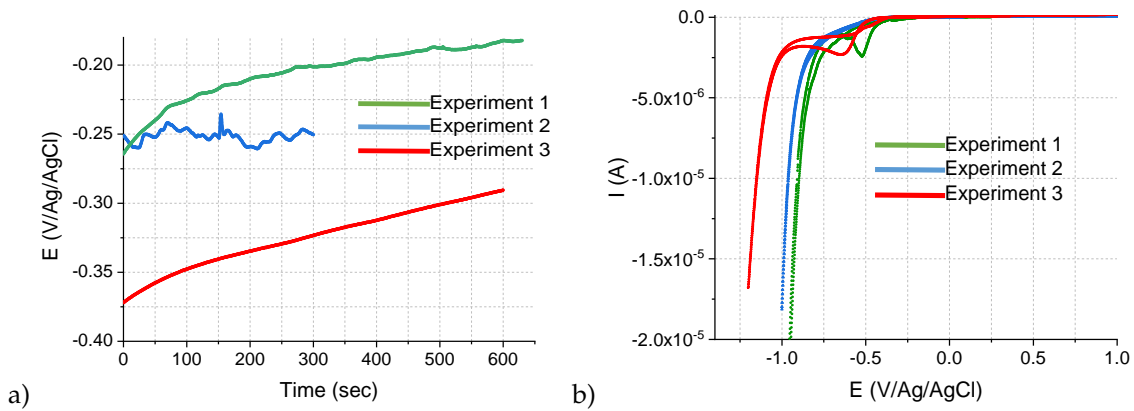 -0.20
-0.25
-0.30
-0.35
-0.40
E (V/Ag/AgCl)
Experiment 1
Experiment 2
Experiment 3
0 100 200 300 400 500 600
Time (sec)
a)
0.0
-5.0x10⁻⁶
-1.0x10⁻⁵
-1.5x10⁻⁵
-2.0x10⁻⁵
I (A)
Experiment 1
Experiment 2
Experiment 3
-1.0 -0.5 0.0 0.5 1.0
E (V/Ag/AgCl)
b)